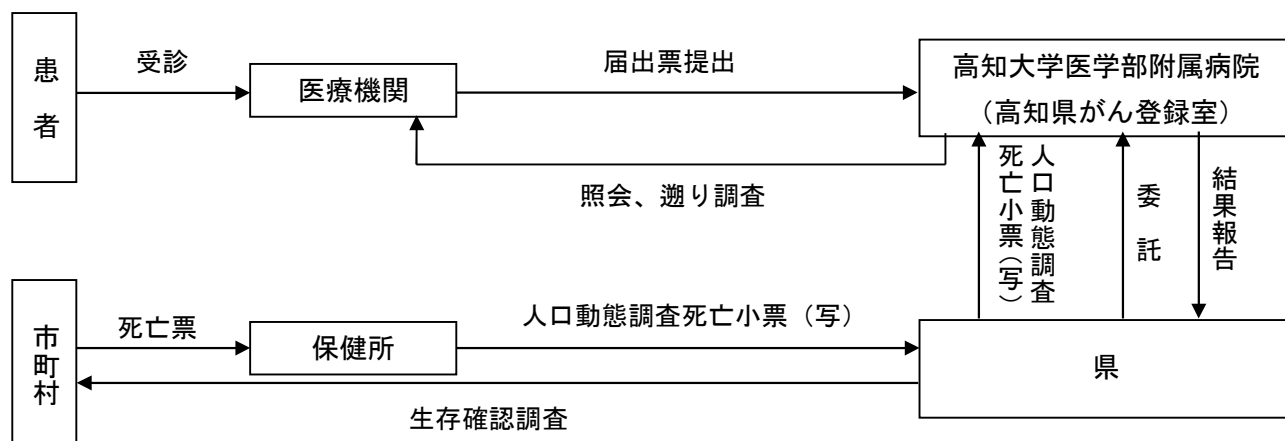 患者
受診
医療機関
届出票提出
高知大学医学部附属病院
（高知県がん登録室）
照会、遡り調査
人口動態調査
死亡小票（写）
委託
結果報告
市町村
死亡票
保健所
人口動態調査死亡小票（写）
県
生存確認調査